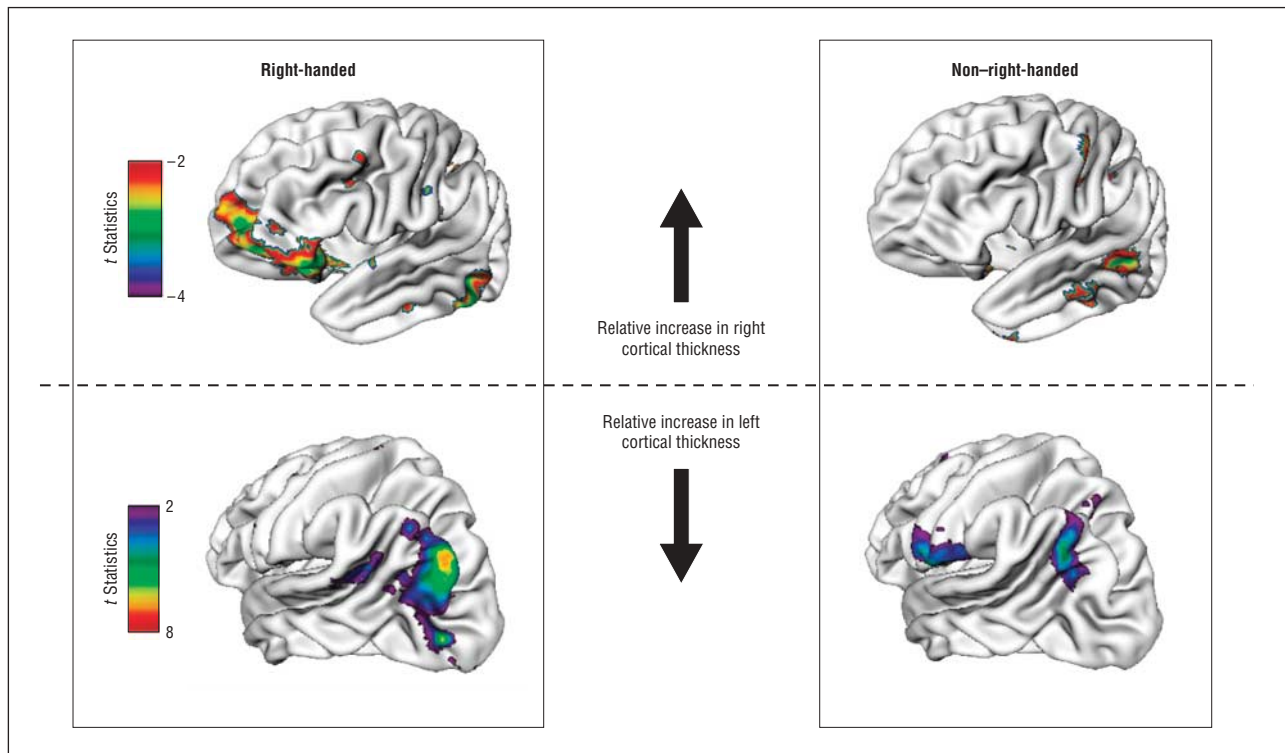 Right-handed
Non–right-handed
t Statistics
−2
−4
Relative increase in right
cortical thickness
Relative increase in left
cortical thickness
t Statistics
2
8